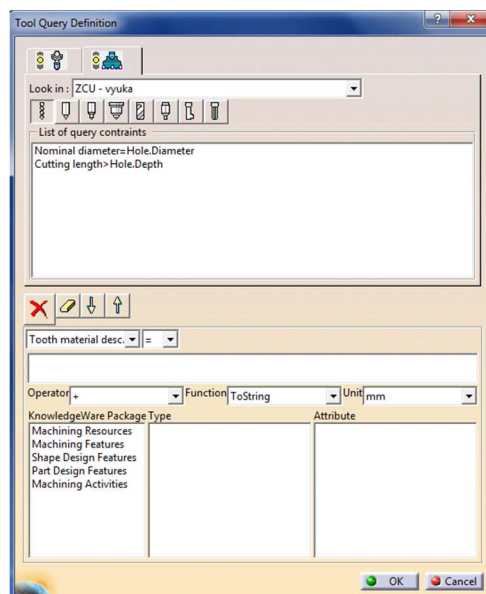 Tool Query Definition
Look in : ZCU - vyuka
List of query contraints
Nominal diameter=Hole.Diameter
Cutting length>Hole.Depth
Tooth material desc. =
Operator + Function ToString Unit mm
KnowledgeWare Package Type Attribute
Machining Resources
Machining Features
Shape Design Features
Part Design Features
Machining Activities
OK Cancel